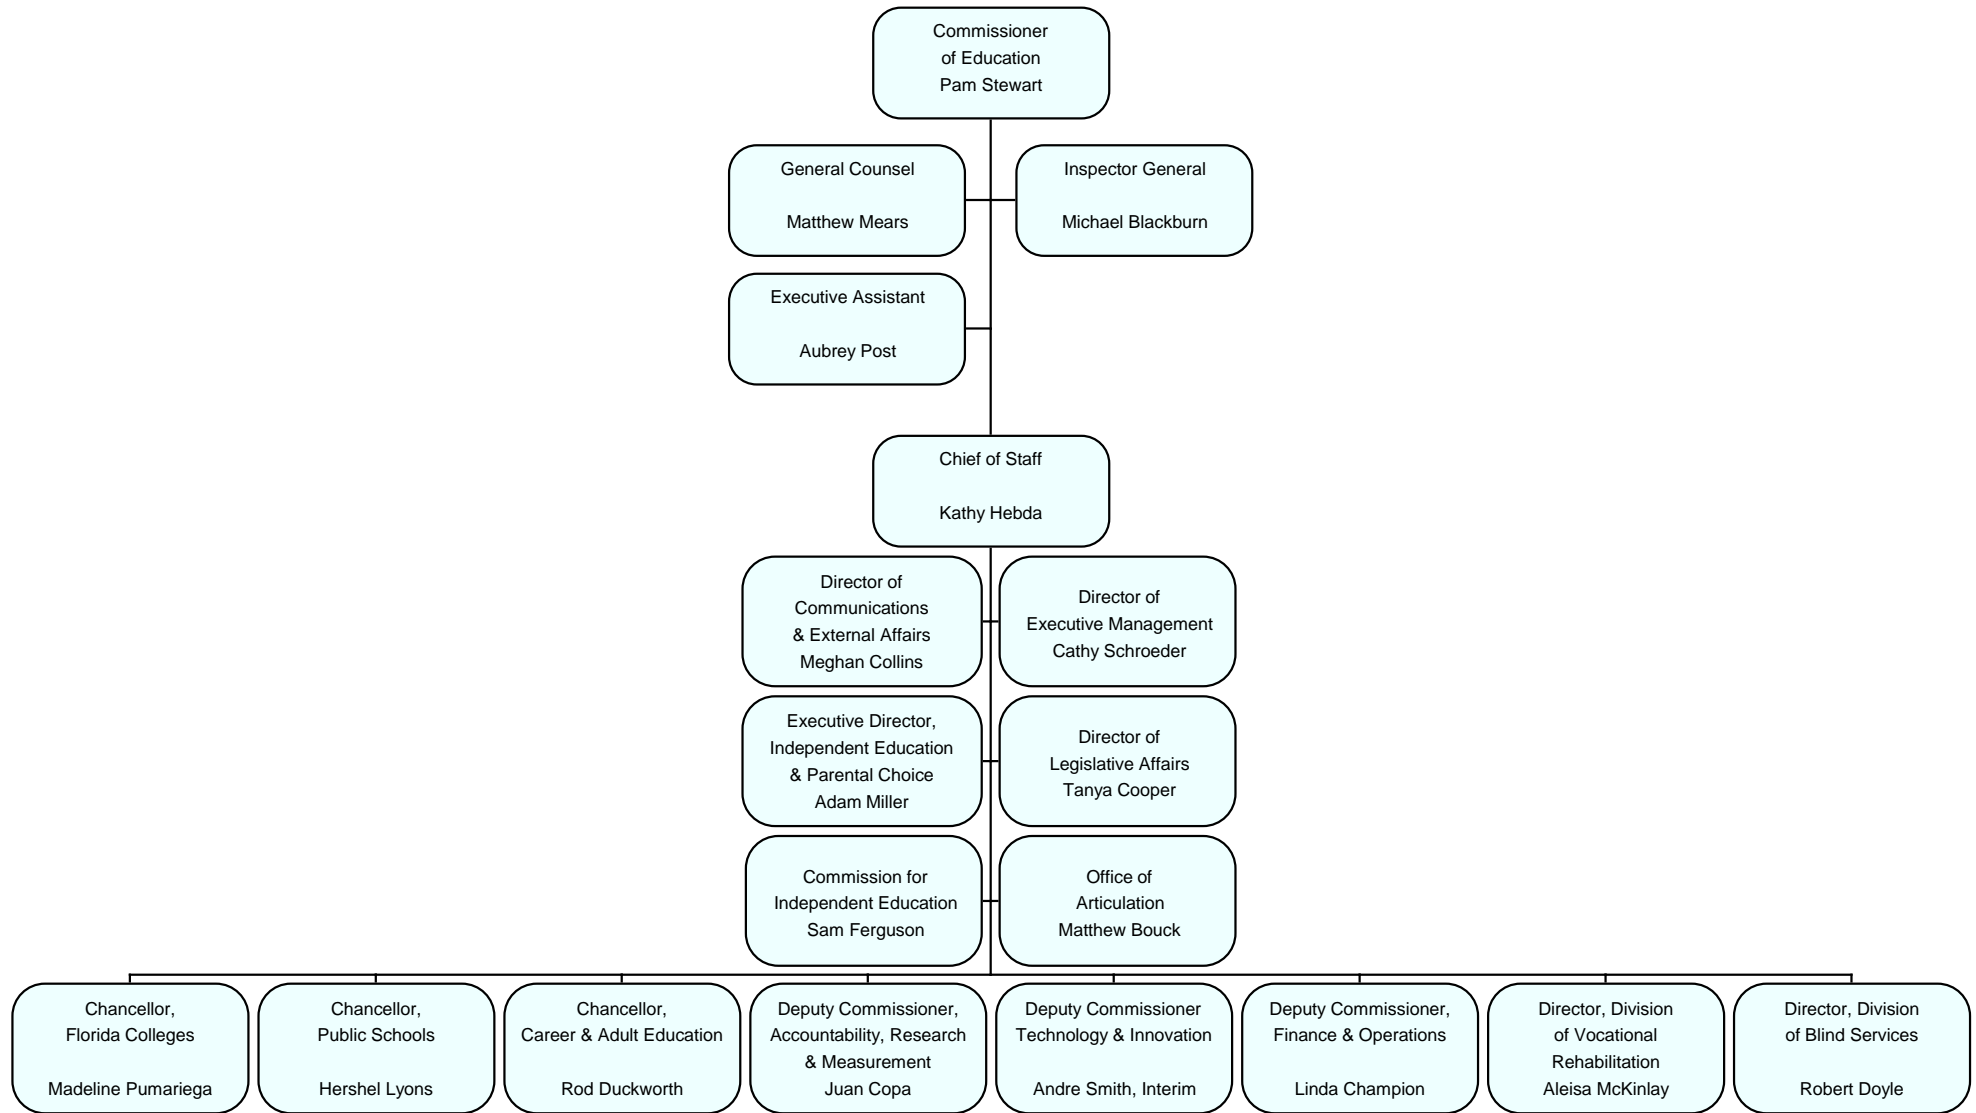 Commissioner
of Education
Pam Stewart
General Counsel
Matthew Mears
Inspector General
Michael Blackburn
Executive Assistant
Aubrey Post
Chief of Staff
Kathy Hebda
Director of
Communications
& External Affairs
Meghan Collins
Director of
Executive Management
Cathy Schroeder
Executive Director,
Independent Education
& Parental Choice
Adam Miller
Director of
Legislative Affairs
Tanya Cooper
Commission for
Independent Education
Sam Ferguson
Office of
Articulation
Matthew Bouck
Chancellor,
Florida Colleges
Madeline Pumariega
Chancellor,
Public Schools
Hershel Lyons
Chancellor,
Career & Adult Education
Rod Duckworth
Deputy Commissioner,
Accountability, Research
& Measurement
Juan Copa
Deputy Commissioner
Technology & Innovation
Andre Smith, Interim
Deputy Commissioner,
Finance & Operations
Linda Champion
Director, Division
of Vocational
Rehabilitation
Aleisa McKinlay
Director, Division
of Blind Services
Robert Doyle